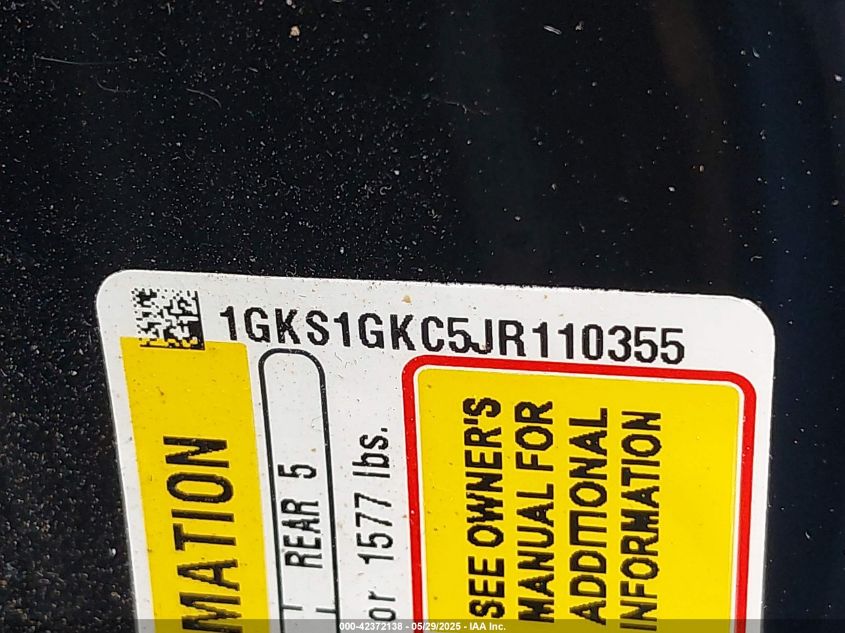 1GKS1GKC5JR110355
MATION
REAR 5
or 1577 lbs.
SEE OWNER'S
MANUAL FOR
ADDITIONAL
INFORMATION
000-42372138 - 05/29/2025 - IAA Inc.